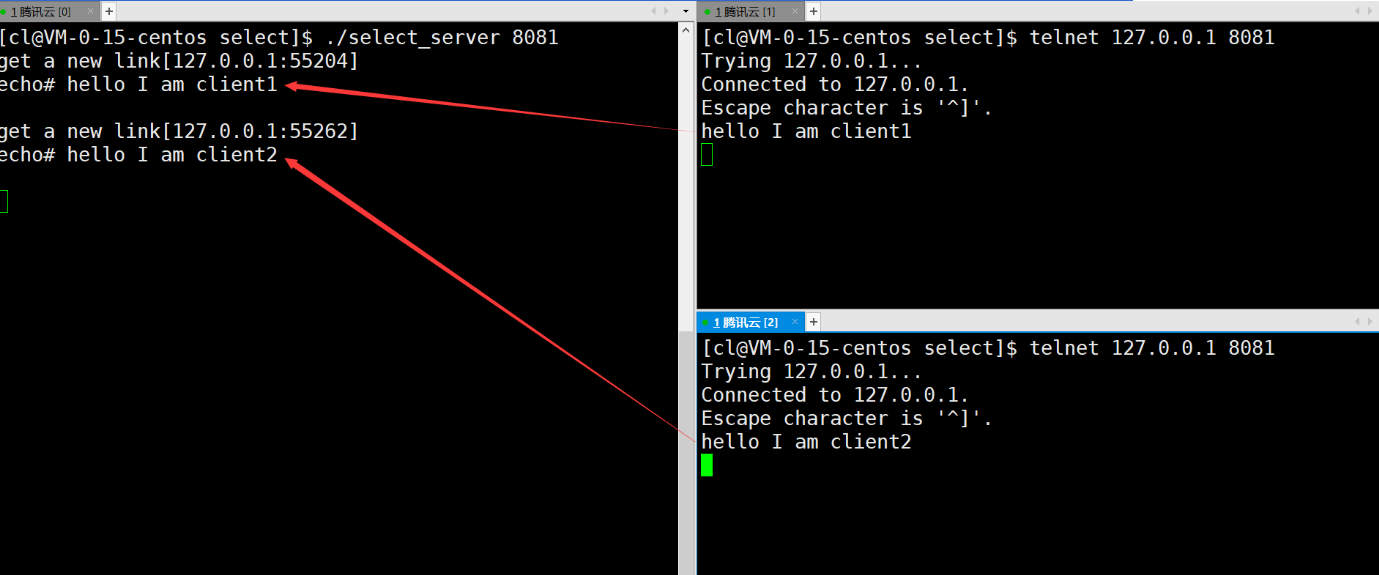 1 腾讯云 [0] × +
[cl@VM-0-15-centos select]$ ./select_server 8081
get a new link[127.0.0.1:55204]
echo# hello I am client1
get a new link[127.0.0.1:55262]
echo# hello I am client2
1 腾讯云 [1] × +
[cl@VM-0-15-centos select]$ telnet 127.0.0.1 8081
Trying 127.0.0.1...
Connected to 127.0.0.1.
Escape character is '^]'.
hello I am client1
1 腾讯云 [2] × +
[cl@VM-0-15-centos select]$ telnet 127.0.0.1 8081
Trying 127.0.0.1...
Connected to 127.0.0.1.
Escape character is '^]'.
hello I am client2